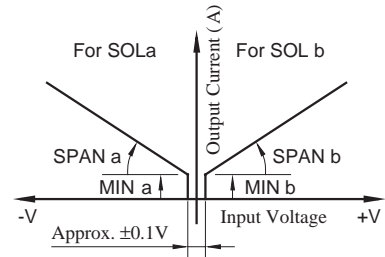 For SOLa
For SOL b
Output Current ( A )
SPAN a
SPAN b
MIN a
MIN b
-V
Input Voltage
+V
Approx. ±0.1V